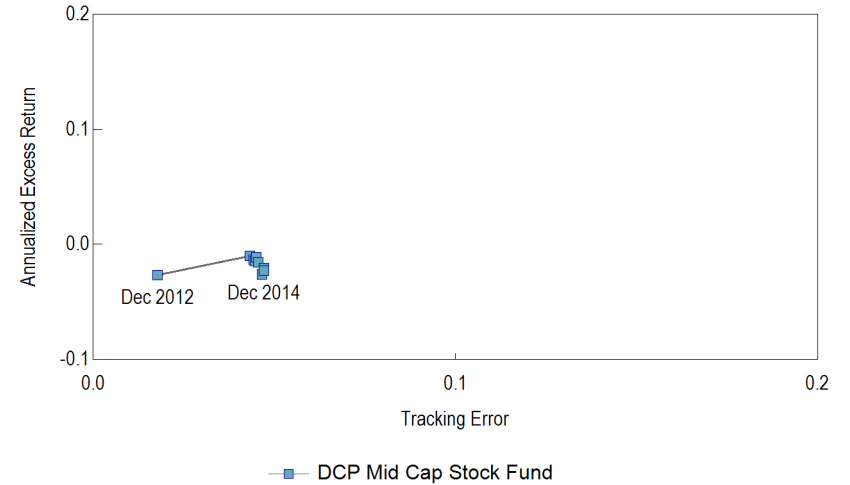 0.2
0.1
0.0
-0.1
Annualized Excess Return
Dec 2012
Dec 2014
0.0 0.1 0.2
Tracking Error
DCP Mid Cap Stock Fund